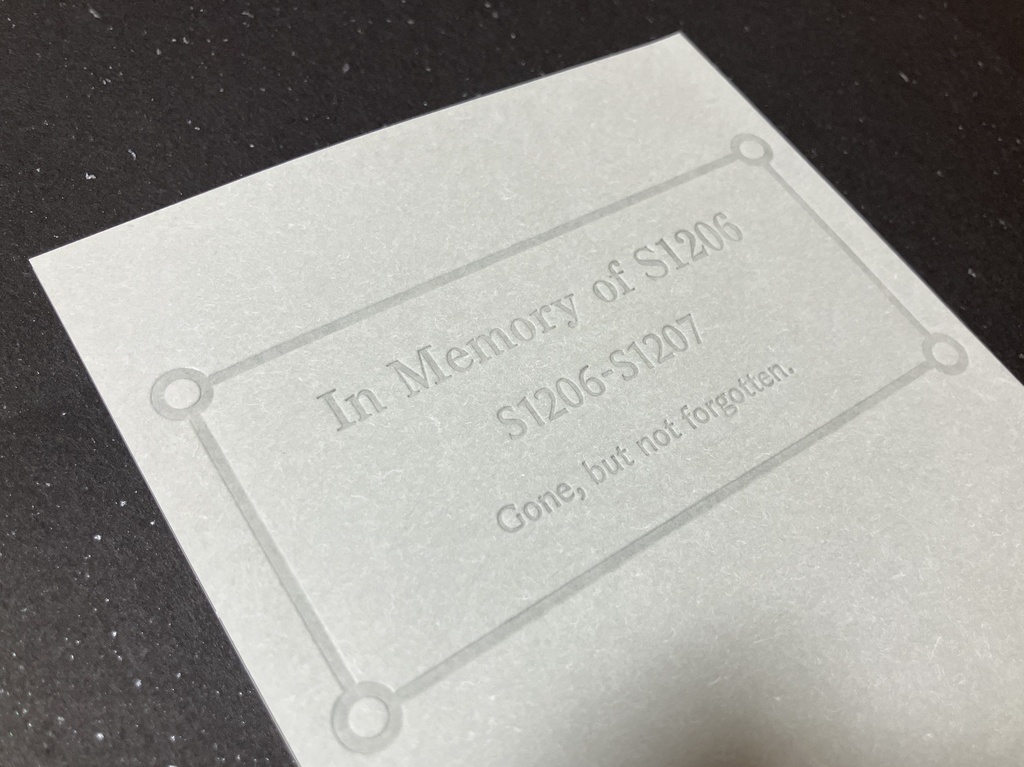 In Memory of S1206
S1206-S1207
Gone, but not forgotten.